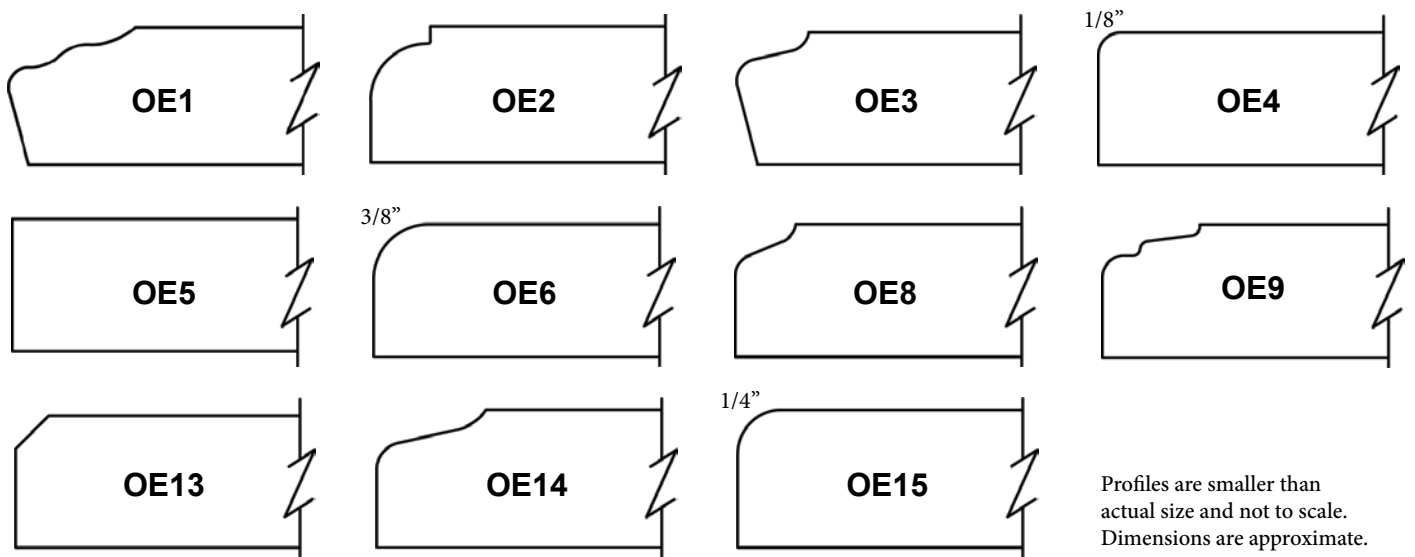 1/8”
OE1
OE2
OE3
OE4
3/8”
OE5
OE6
OE8
OE9
1/4”
OE13
OE14
OE15
Profiles are smaller than
actual size and not to scale.
Dimensions are approximate.